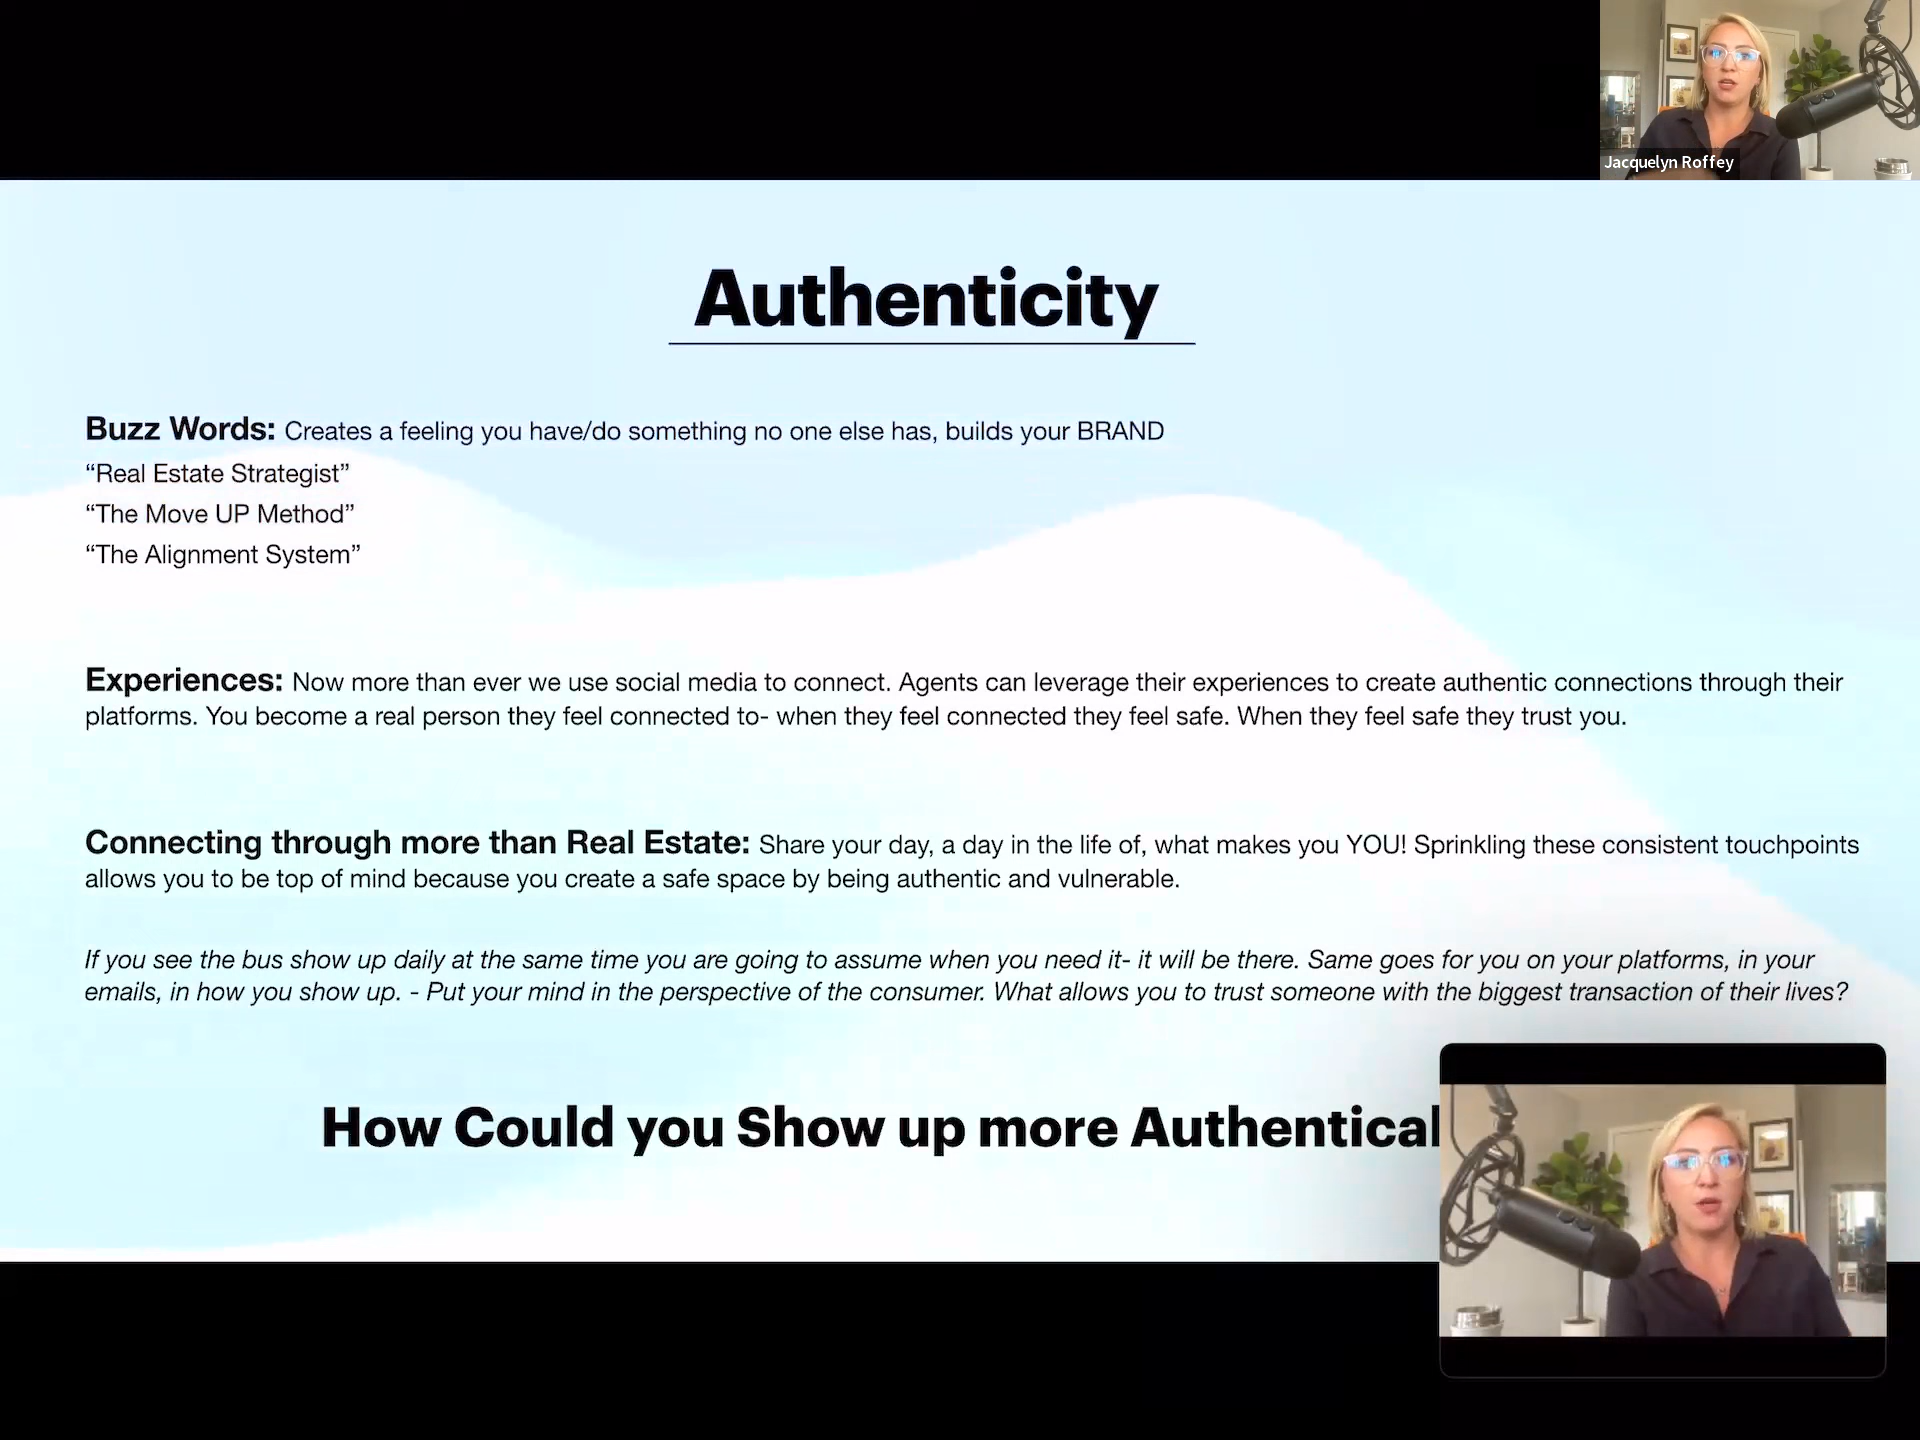 Jacquelyn Roffey
Authenticity
Buzz Words: Creates a feeling you have/do something no one else has, builds your BRAND
“Real Estate Strategist”
“The Move UP Method”
“The Alignment System”
Experiences: Now more than ever we use social media to connect. Agents can leverage their experiences to create authentic connections through their
platforms. You become a real person they feel connected to- when they feel connected they feel safe. When they feel safe they trust you.
Connecting through more than Real Estate: Share your day, a day in the life of, what makes you YOU! Sprinkling these consistent touchpoints
allows you to be top of mind because you create a safe space by being authentic and vulnerable.
If you see the bus show up daily at the same time you are going to assume when you need it- it will be there. Same goes for you on your platforms, in your
emails, in how you show up. - Put your mind in the perspective of the consumer. What allows you to trust someone with the biggest transaction of their lives?
How Could you Show up more Authentical